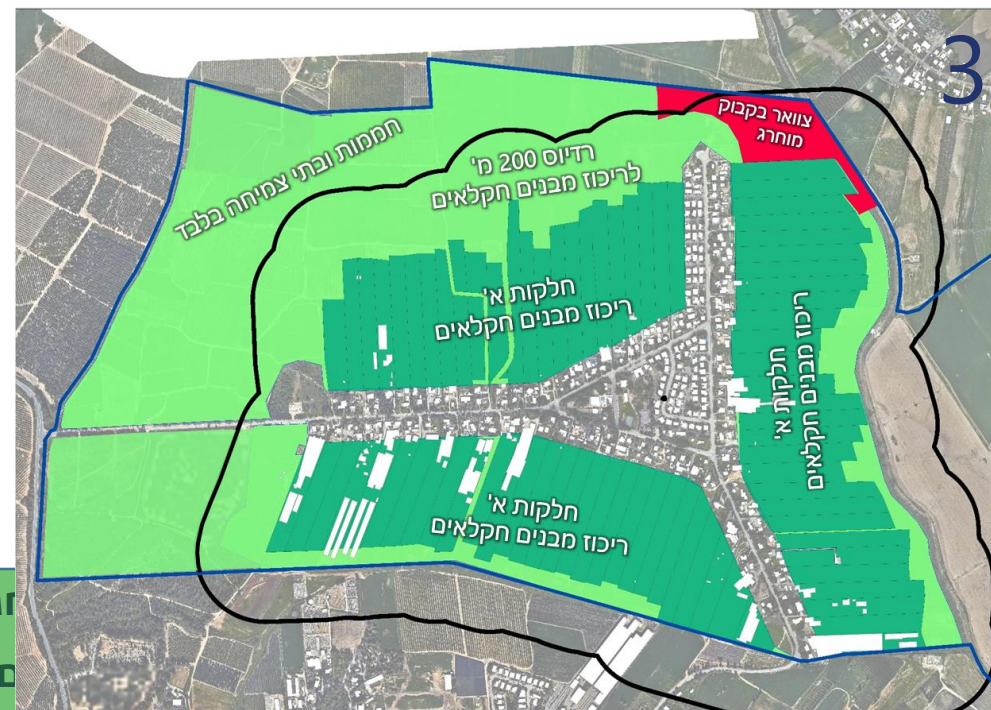 3
צוואר בקבוק
מוחרג
חממות ובתי צמיחה בלבד
רדיוס 200 מ'
לריכוז מבנים חקלאים
חלקות א'
ריכוז מבנים חקלאים
חלקות א'
ריכוז מבנים חקלאים
חלקות א'
ריכוז מבנים חקלאים